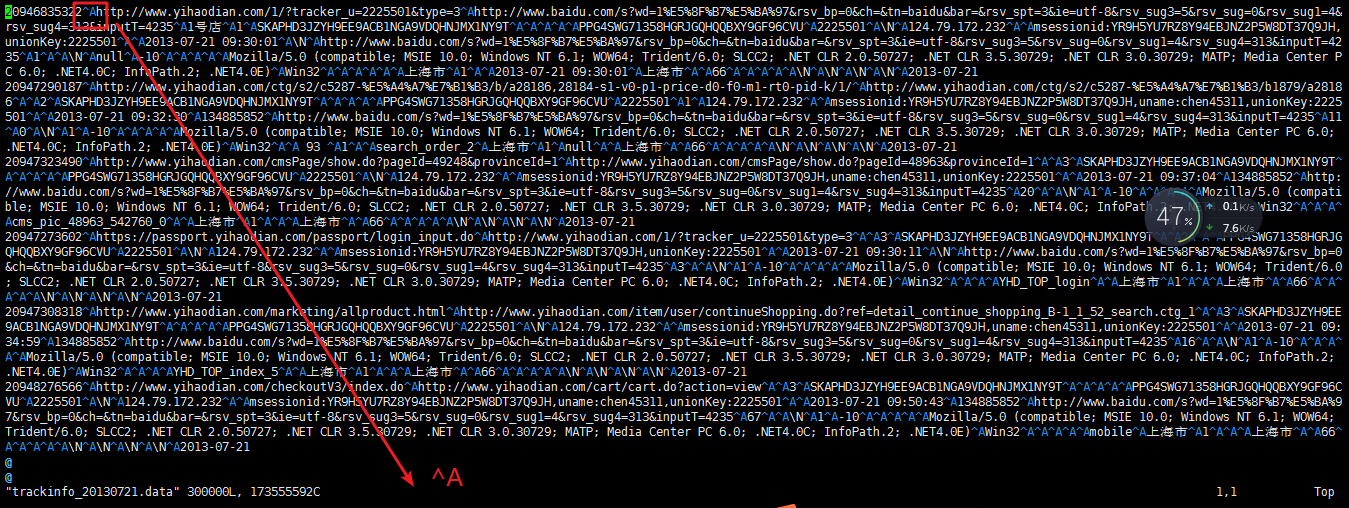 20946835322^Ahttp://www.yihaodian.com/1/?tracker_u=2225501&type=3^Ahttp://www.baidu.com/s?wd=1%E5%8F%B7%E5%BA%97&rsv_bp=0&ch=&tn=baidu&bar=&rsv_spt=3&ie=utf-8&rsv_sug3=5&rsv_sug=0&rsv_sug1=4&
rsv_sug4=313&inputT=4235^A1号店^A1^ASKAPHD3JZYH9EE9ACB1NGA9VDQHNJMX1NY9T^A^A^A^A^A^APPG4SWG71358HGRJGQHQQBXY9GF96CVU^A2225501^A\N^A124.79.172.232^A^Amsessionid:YR9H5YU7RZ8Y94EBJNZ2P5W8DT37Q9JH,
unionKey:2225501^A^A2013-07-21 09:30:01^A\N^Ahttp://www.baidu.com/s?wd=1%E5%8F%B7%E5%BA%97&rsv_bp=0&ch=&tn=baidu&bar=&rsv_spt=3&ie=utf-8&rsv_sug3=5&rsv_sug=0&rsv_sug1=4&rsv_sug4=313&inputT=42
35^A1^A^A\N^Anull^A-10^A^A^A^A^A^AMozilla/5.0 (compatible; MSIE 10.0; Windows NT 6.1; WOW64; Trident/6.0; SLCC2; .NET CLR 2.0.50727; .NET CLR 3.5.30729; .NET CLR 3.0.30729; MATP; Media Center P
C 6.0; .NET4.0C; InfoPath.2; .NET4.0E)^AWin32^A^A^A^A^A^A上海市^A1^A^A^A2013-07-21 09:30:01^A上海市^A^A66^A^A^A^A^A^A\N\N^A\N^A\N^A\N^A2013-07-21
20947290187^Ahttp://www.yihaodian.com/ctg/s2/c5287-%E5%A4%A7%E7%B1%B3/b/a28186,28184-s1-v0-p1-price-d0-f0-m1-rt0-pid-k/1/^Ahttp://www.yihaodian.com/ctg/s2/c5287-%E5%A4%A7%E7%B1%B3/b1879/a2818
6^A^A2^A^ASKAPHD3JZYH9EE9ACB1NGA9VDQHNJMX1NY9T^A^A^A^A^APPG4SWG71358HGRJGQHQQBXY9GF96CVU^A2225501^A1^A124.79.172.232^A^Amsessionid:YR9H5YU7RZ8Y94EBJNZ2P5W8DT37Q9JH,uname:chen45311,unionKey:2225
501^A^A2013-07-21 09:32:30^A134885852^Ahttp://www.baidu.com/s?wd=1%E5%8F%B7%E5%BA%97&rsv_bp=0&ch=&tn=baidu&bar=&rsv_spt=3&ie=utf-8&rsv_sug3=5&rsv_sug=0&rsv_sug1=4&rsv_sug4=313&inputT=4235^A11
^A0^A\N^A1^A-10^A^A^A^A^A^AMozilla/5.0 (compatible; MSIE 10.0; Windows NT 6.1; WOW64; Trident/6.0; SLCC2; .NET CLR 2.0.50727; .NET CLR 3.5.30729; .NET CLR 3.0.30729; MATP; Media Center PC 6.0;
.NET4.0C; InfoPath.2; .NET4.0E)^AWin32^A^A 93 ^A1^A^Asearch_order_2^A上海市^A1^Anull^A^A上海市^A^A66^A^A^A^A^A^A\N^A\N^A\N^A\N^A2013-07-21
20947323490^Ahttp://www.yihaodian.com/cmsPage/show.do?pageId=49248&provinceId=1^Ahttp://www.yihaodian.com/cmsPage/show.do?pageId=48963&provinceId=1^A^A3^ASKAPHD3JZYH9EE9ACB1NGA9VDQHNJMX1NY9T^
A^A^A^A^A^APPG4SWG71358HGRJGQHQQBXY9GF96CVU^A2225501^A\N^A124.79.172.232^A^Amsessionid:YR9H5YU7RZ8Y94EBJNZ2P5W8DT37Q9JH,uname:chen45311,unionKey:2225501^A^A2013-07-21 09:37:04^A134885852^Ahttp:
//www.baidu.com/s?wd=1%E5%8F%B7%E5%BA%97&rsv_bp=0&ch=&tn=baidu&bar=&rsv_spt=3&ie=utf-8&rsv_sug3=5&rsv_sug=0&rsv_sug1=4&rsv_sug4=313&inputT=4235^A20^A^A\N^A1^A-10^A^A^A^A^A^AMozilla/5.0 (compati
ble; MSIE 10.0; Windows NT 6.1; WOW64; Trident/6.0; SLCC2; .NET CLR 2.0.50727; .NET CLR 3.5.30729; .NET CLR 3.0.30729; MATP; Media Center PC 6.0; .NET4.0C; Win32^A^A^A^A
^Acms_pic_48963_542760_0^A^A^A上海市^A1^A^A^A^A上海市^A^A66^A^A^A^A^A^A\N\N^A\N^A\N^A\N^A2013-07-21
20947273602^Ahttps://passport.yihaodian.com/passport/login_input.do^Ahttp://www.yihaodian.com/1/?tracker_u=2225501&type=3^A^A3^A^ASKAPHD3JZYH9EE9ACB1NGA9VDQHNJMX1NY9T^APPG4SWG71358HGRJG
QHQQBXY9GF96CVU^A2225501^A\N^A124.79.172.232^A^Amsessionid:YR9H5YU7RZ8Y94EBJNZ2P5W8DT37Q9JH,unionKey:2225501^A^A2013-07-21 09:30:11^A\N^Ahttp://www.baidu.com/s?wd=1%E5%8F%B7%E5%BA%97&rsv_bp=0
&ch=&tn=baidu&bar=&rsv_spt=3&ie=utf-8&rsv_sug3=5&rsv_sug=0&rsv_sug1=4&rsv_sug4=313&inputT=4235^A3^A^A\N^A1^A-10^A^A^A^A^A^AMozilla/5.0 (compatible; MSIE 10.0; Windows NT 6.1; WOW64; Trident/6.0
; SLCC2; .NET CLR 2.0.50727; .NET CLR 3.5.30729; .NET CLR 3.0.30729; MATP; Media Center PC 6.0; .NET4.0C; InfoPath.2; .NET4.0E)^AWin32^A^A^A^A^AYHD_TOP_login^A^A^A上海市^A1^A^A^A^A上海市^A^A66^A^A^A
^A^A^A\N\N^A\N^A\N^A\N^A2013-07-21
20947308318^Ahttp://www.yihaodian.com/marketing/allproduct.html^Ahttp://www.yihaodian.com/item/user/continueShopping.do?ref=detail_continue_shopping_B-1_1_52_search.ctg_1^A^A3^ASKAPHD3JZYH9EE
9ACB1NGA9VDQHNJMX1NY9T^A^A^A^A^A^APPG4SWG71358HGRJGQHQQBXY9GF96CVU^A2225501^A\N^A124.79.172.232^A^Amsessionid:YR9H5YU7RZ8Y94EBJNZ2P5W8DT37Q9JH,uname:chen45311,unionKey:2225501^A^A2013-07-21 09:
34:59^A134885852^Ahttp://www.baidu.com/s?wd=1%E5%8F%B7%E5%BA%97&rsv_bp=0&ch=&tn=baidu&bar=&rsv_spt=3&ie=utf-8&rsv_sug3=5&rsv_sug=0&rsv_sug1=4&rsv_sug4=313&inputT=4235^A16^A^A\N^A1^A-10^A^A^A^
A^A^AMozilla/5.0 (compatible; MSIE 10.0; Windows NT 6.1; WOW64; Trident/6.0; SLCC2; .NET CLR 2.0.50727; .NET CLR 3.5.30729; .NET CLR 3.0.30729; MATP; Media Center PC 6.0; .NET4.0C; InfoPath.2;
.NET4.0E)^AWin32^A^A^A^A^AYHD_TOP_index_5^A^A^A上海市^A1^A^A^A^A上海市^A^A66^A^A^A^A^A^A\N^A\N^A\N^A\N^A2013-07-21
20948276566^Ahttp://www.yihaodian.com/checkoutV3/index.do^Ahttp://www.yihaodian.com/cart/cart.do?action=view^A^A3^ASKAPHD3JZYH9EE9ACB1NGA9VDQHNJMX1NY9T^A^A^A^A^A^APPG4SWG71358HGRJGQHQQBXY9GF96C
VU^A2225501^A\N^A124.79.172.232^A^Amsessionid:YR9H5YU7RZ8Y94EBJNZ2P5W8DT37Q9JH,uname:chen45311,unionKey:2225501^A^A2013-07-21 09:50:43^A134885852^Ahttp://www.baidu.com/s?wd=1%E5%8F%B7%E5%BA%9
7&rsv_bp=0&ch=&tn=baidu&bar=&rsv_spt=3&ie=utf-8&rsv_sug3=5&rsv_sug=0&rsv_sug1=4&rsv_sug4=313&inputT=4235^A67^A^A\N^A1^A-10^A^A^A^A^A^AMozilla/5.0 (compatible; MSIE 10.0; Windows NT 6.1; WOW64;
Trident/6.0; SLCC2; .NET CLR 2.0.50727; .NET CLR 3.5.30729; .NET CLR 3.0.30729; MATP; Media Center PC 6.0; .NET4.0C; InfoPath.2; .NET4.0E)^AWin32^A^A^A^A^A^Amobile^A上海市^A1^A^A^A^A上海市^A^A66^
A^A^A^A^A^A\N\N^A\N^A\N^A\N^A2013-07-21
@
@
^A
"trackinfo_20130721.data" 300000L, 173555592C 1,1 Top
47%
0.1K/s
7.6K/s